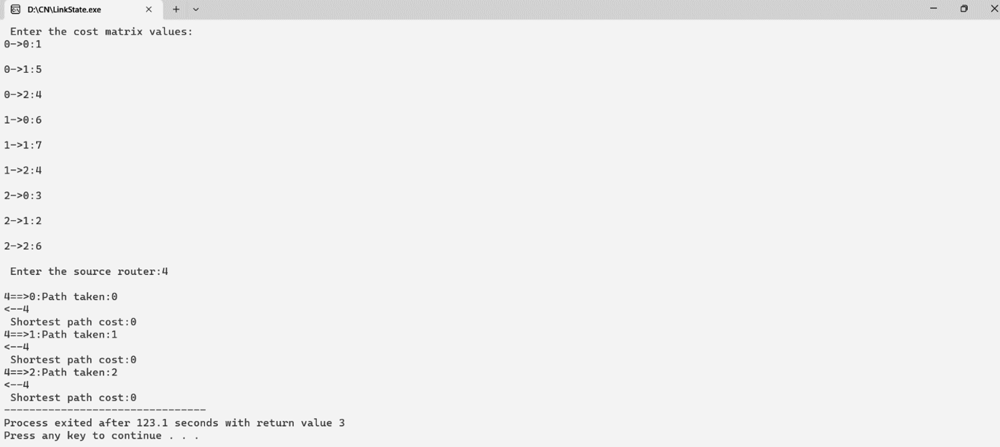 D:\CN\LinkState.exe
Enter the cost matrix values:
0->0:1
0->1:5
0->2:4
1->0:6
1->1:7
1->2:4
2->0:3
2->1:2
2->2:6
Enter the source router:4
4==>0:Path taken:0
<--4
Shortest path cost:0
4==>1:Path taken:1
<--4
Shortest path cost:0
4==>2:Path taken:2
<--4
Shortest path cost:0
--------------------------------
Process exited after 123.1 seconds with return value 3
Press any key to continue . . .